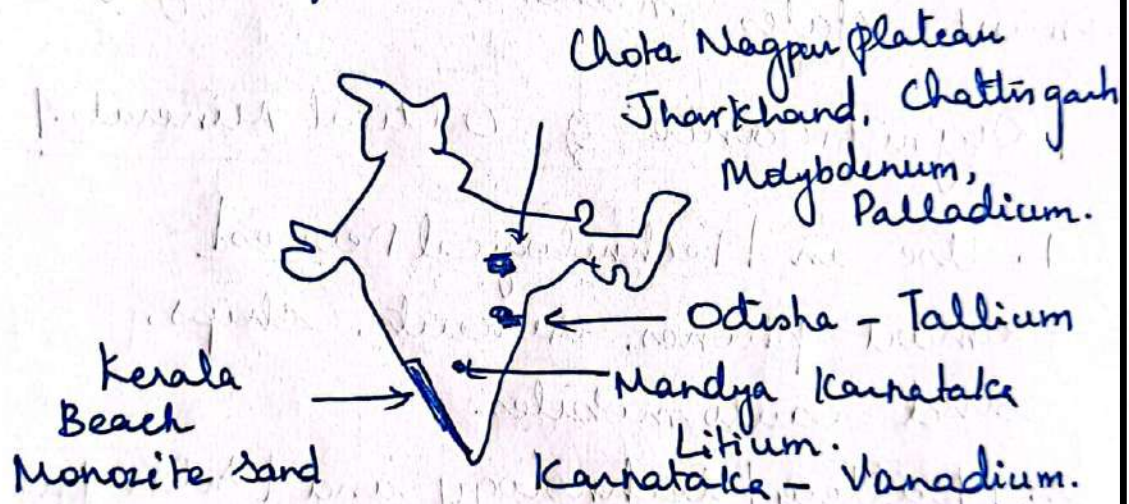 Chota Nagpur plateau
Jharkhand, Chattisgarh
Molybdenum,
Palladium.
Odisha - Tallium
Mandya Karnataka
Litium.
Karnataka - Vanadium.
Kerala
Beach
Monozite sand